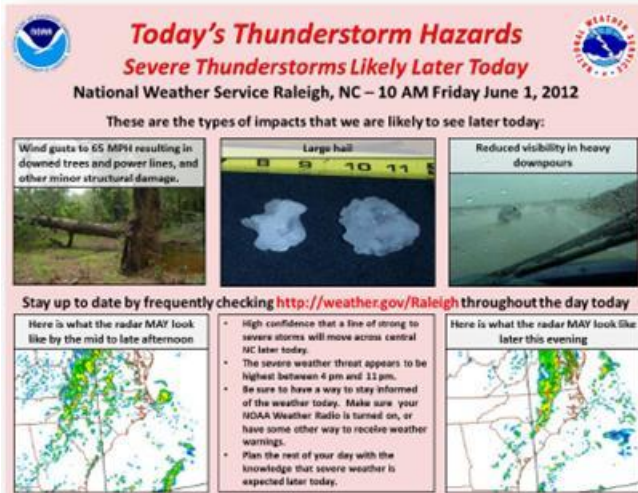 NOAA
NATIONAL WEATHER SERVICE
Today's Thunderstorm Hazards
Severe Thunderstorms Likely Later Today
National Weather Service Raleigh, NC – 10 AM Friday June 1, 2012
These are the types of impacts that we are likely to see later today:
Wind gusts to 65 MPH resulting in
downed trees and power lines, and
other minor structural damage.
Large hail
8 9 10 11
Reduced visibility in heavy
downpours
Stay up to date by frequently checking http://weather.gov/Raleigh throughout the day today
Here is what the radar MAY look
like by the mid to late afternoon
• High confidence that a line of strong to
severe storms will move across central
NC later today.
• The severe weather threat appears to be
highest between 4 pm and 11 pm.
• Be sure to have a way to stay informed
of the weather today. Make sure your
NOAA Weather Radio is turned on, or
have some other way to receive weather
warnings.
• Plan the rest of your day with the
knowledge that severe weather is
expected later today.
Here is what the radar MAY look like
later this evening